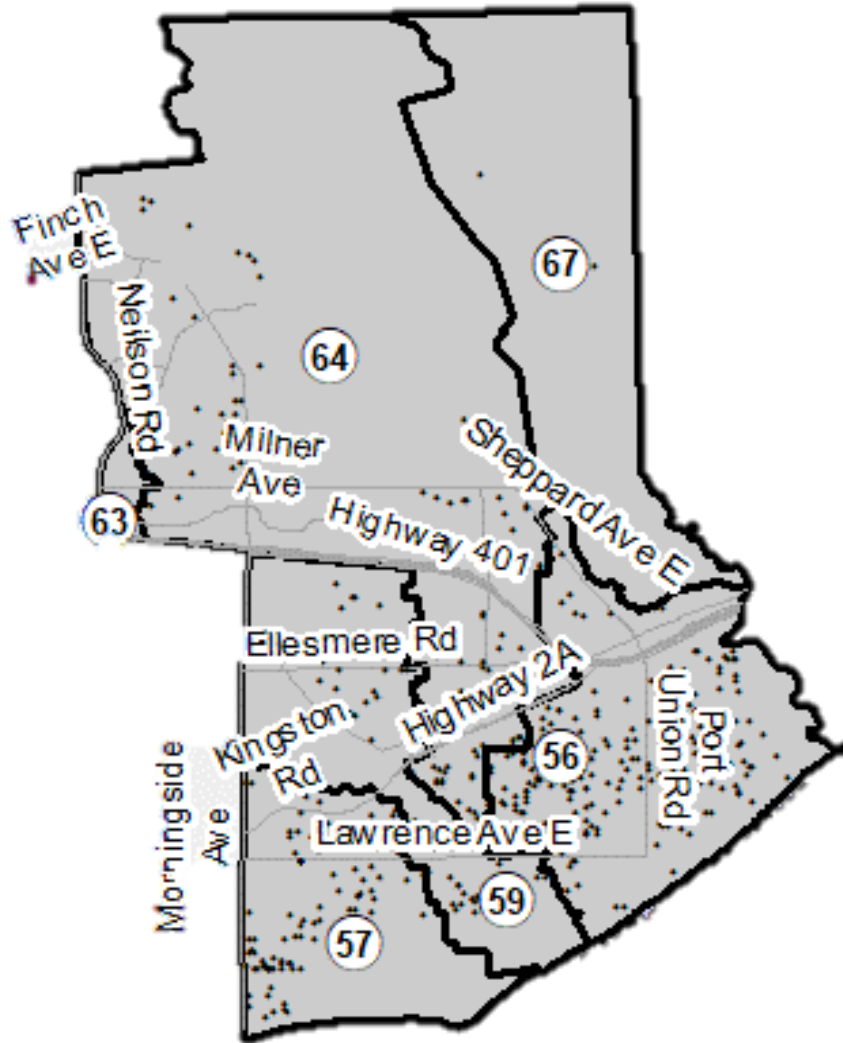 Finch
Ave E
67
Neilson Rd
64
Milner
Ave
Sheppard Ave E
63
Highway 401
Ellesmere Rd
Highway 2A
Kingston
Rd
Port
Union Rd
56
Morningside
Ave
Lawrence Ave E
59
57